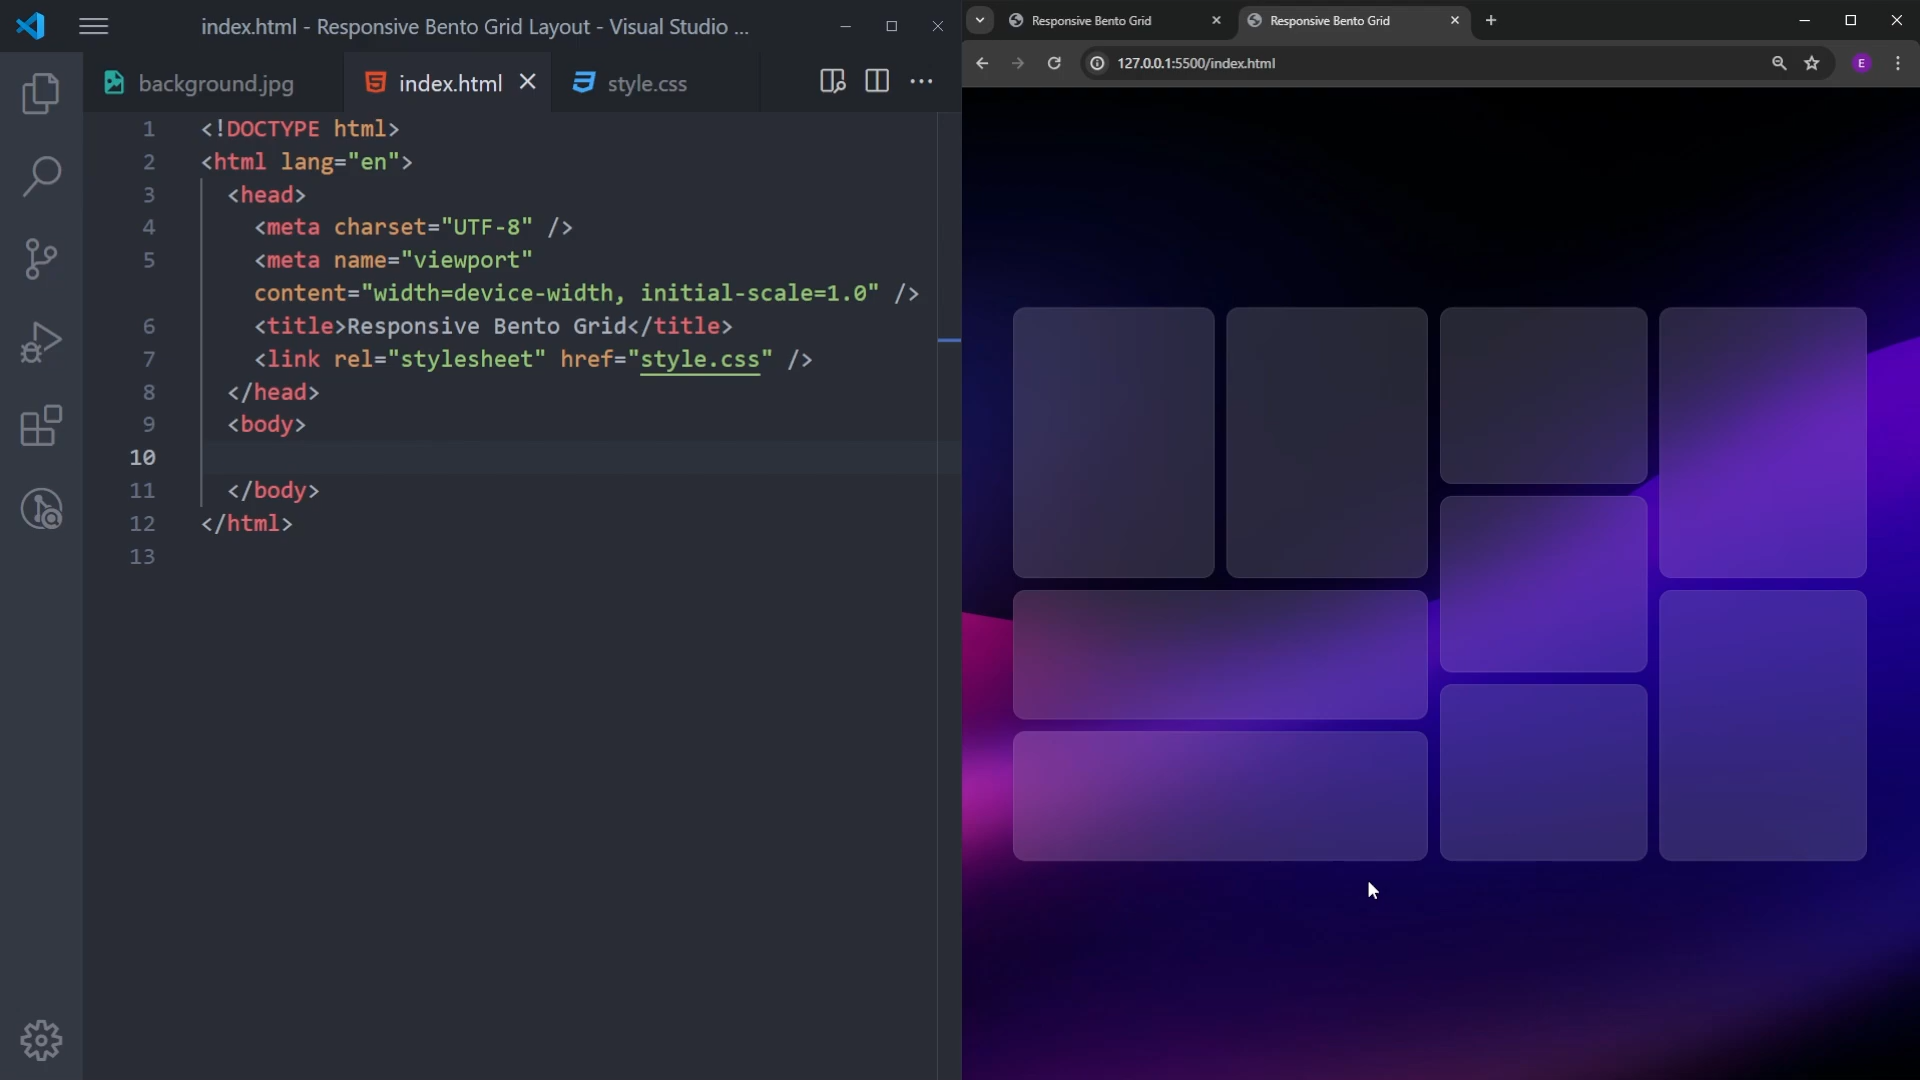 index.html - Responsive Bento Grid Layout - Visual Studio ...
background.jpg
index.html
style.css
1 <!DOCTYPE html>
2 <html lang="en">
3 <head>
4 <meta charset="UTF-8" />
5 <meta name="viewport"
content="width=device-width, initial-scale=1.0" />
6 <title>Responsive Bento Grid</title>
7 <link rel="stylesheet" href="style.css" />
8 </head>
9 <body>
10
11 </body>
12 </html>
13
Responsive Bento Grid
Responsive Bento Grid
127.0.0.1:5500/index.html
E